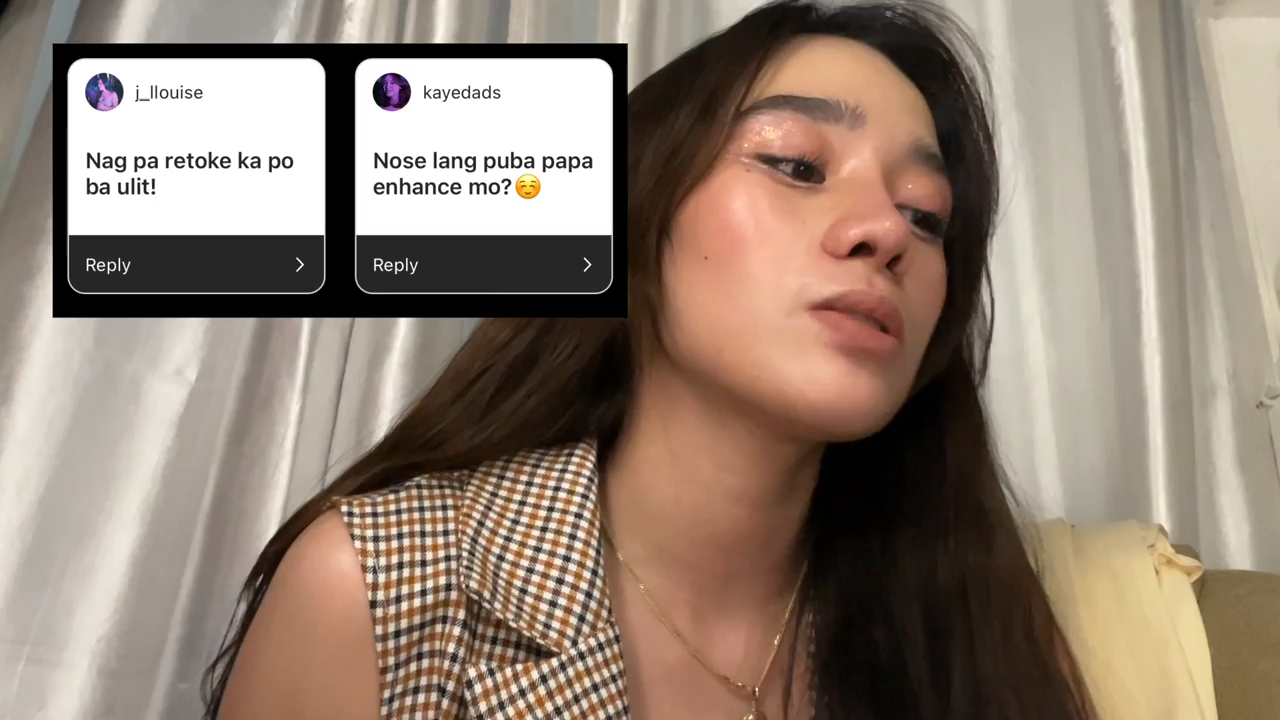 j_llouise
Nag pa retoke ka po
ba ulit!
Reply
kayedads
Nose lang puba papa
enhance mo?☺️
Reply